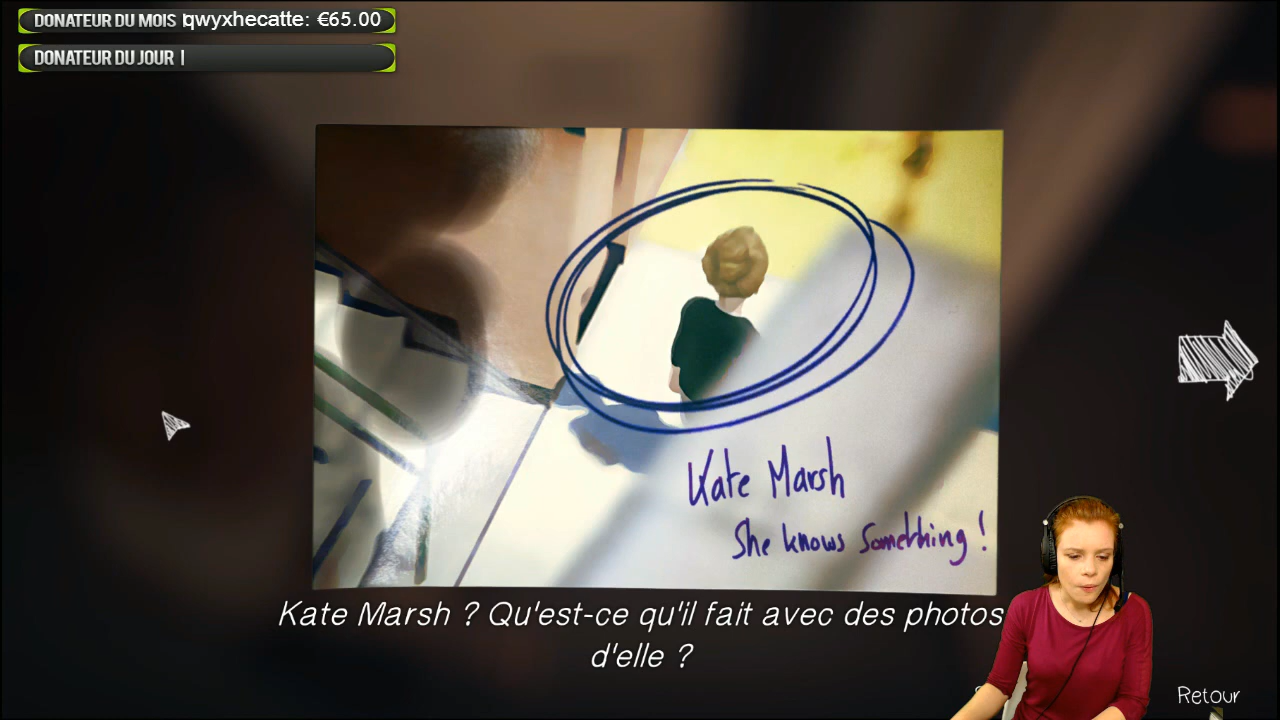 DONATEUR DU MOIS qwyxhecatte: €65.00
DONATEUR DU JOUR
Kate Marsh
She knows something!
Kate Marsh ? Qu'est-ce qu'il fait avec des photos
d'elle ?
Retour